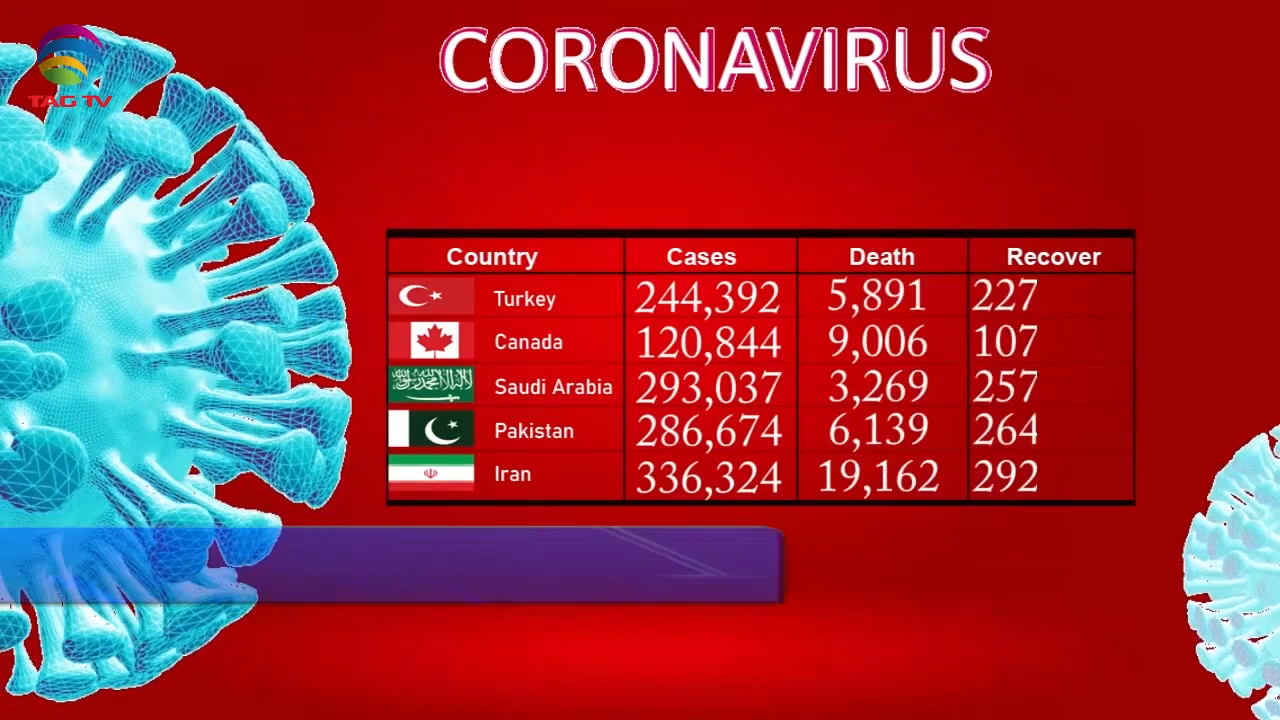 TAG TV
CORONAVIRUS
Country Cases Death Recover
Turkey 244,392 5,891 227
Canada 120,844 9,006 107
Saudi Arabia 293,037 3,269 257
Pakistan 286,674 6,139 264
Iran 336,324 19,162 292